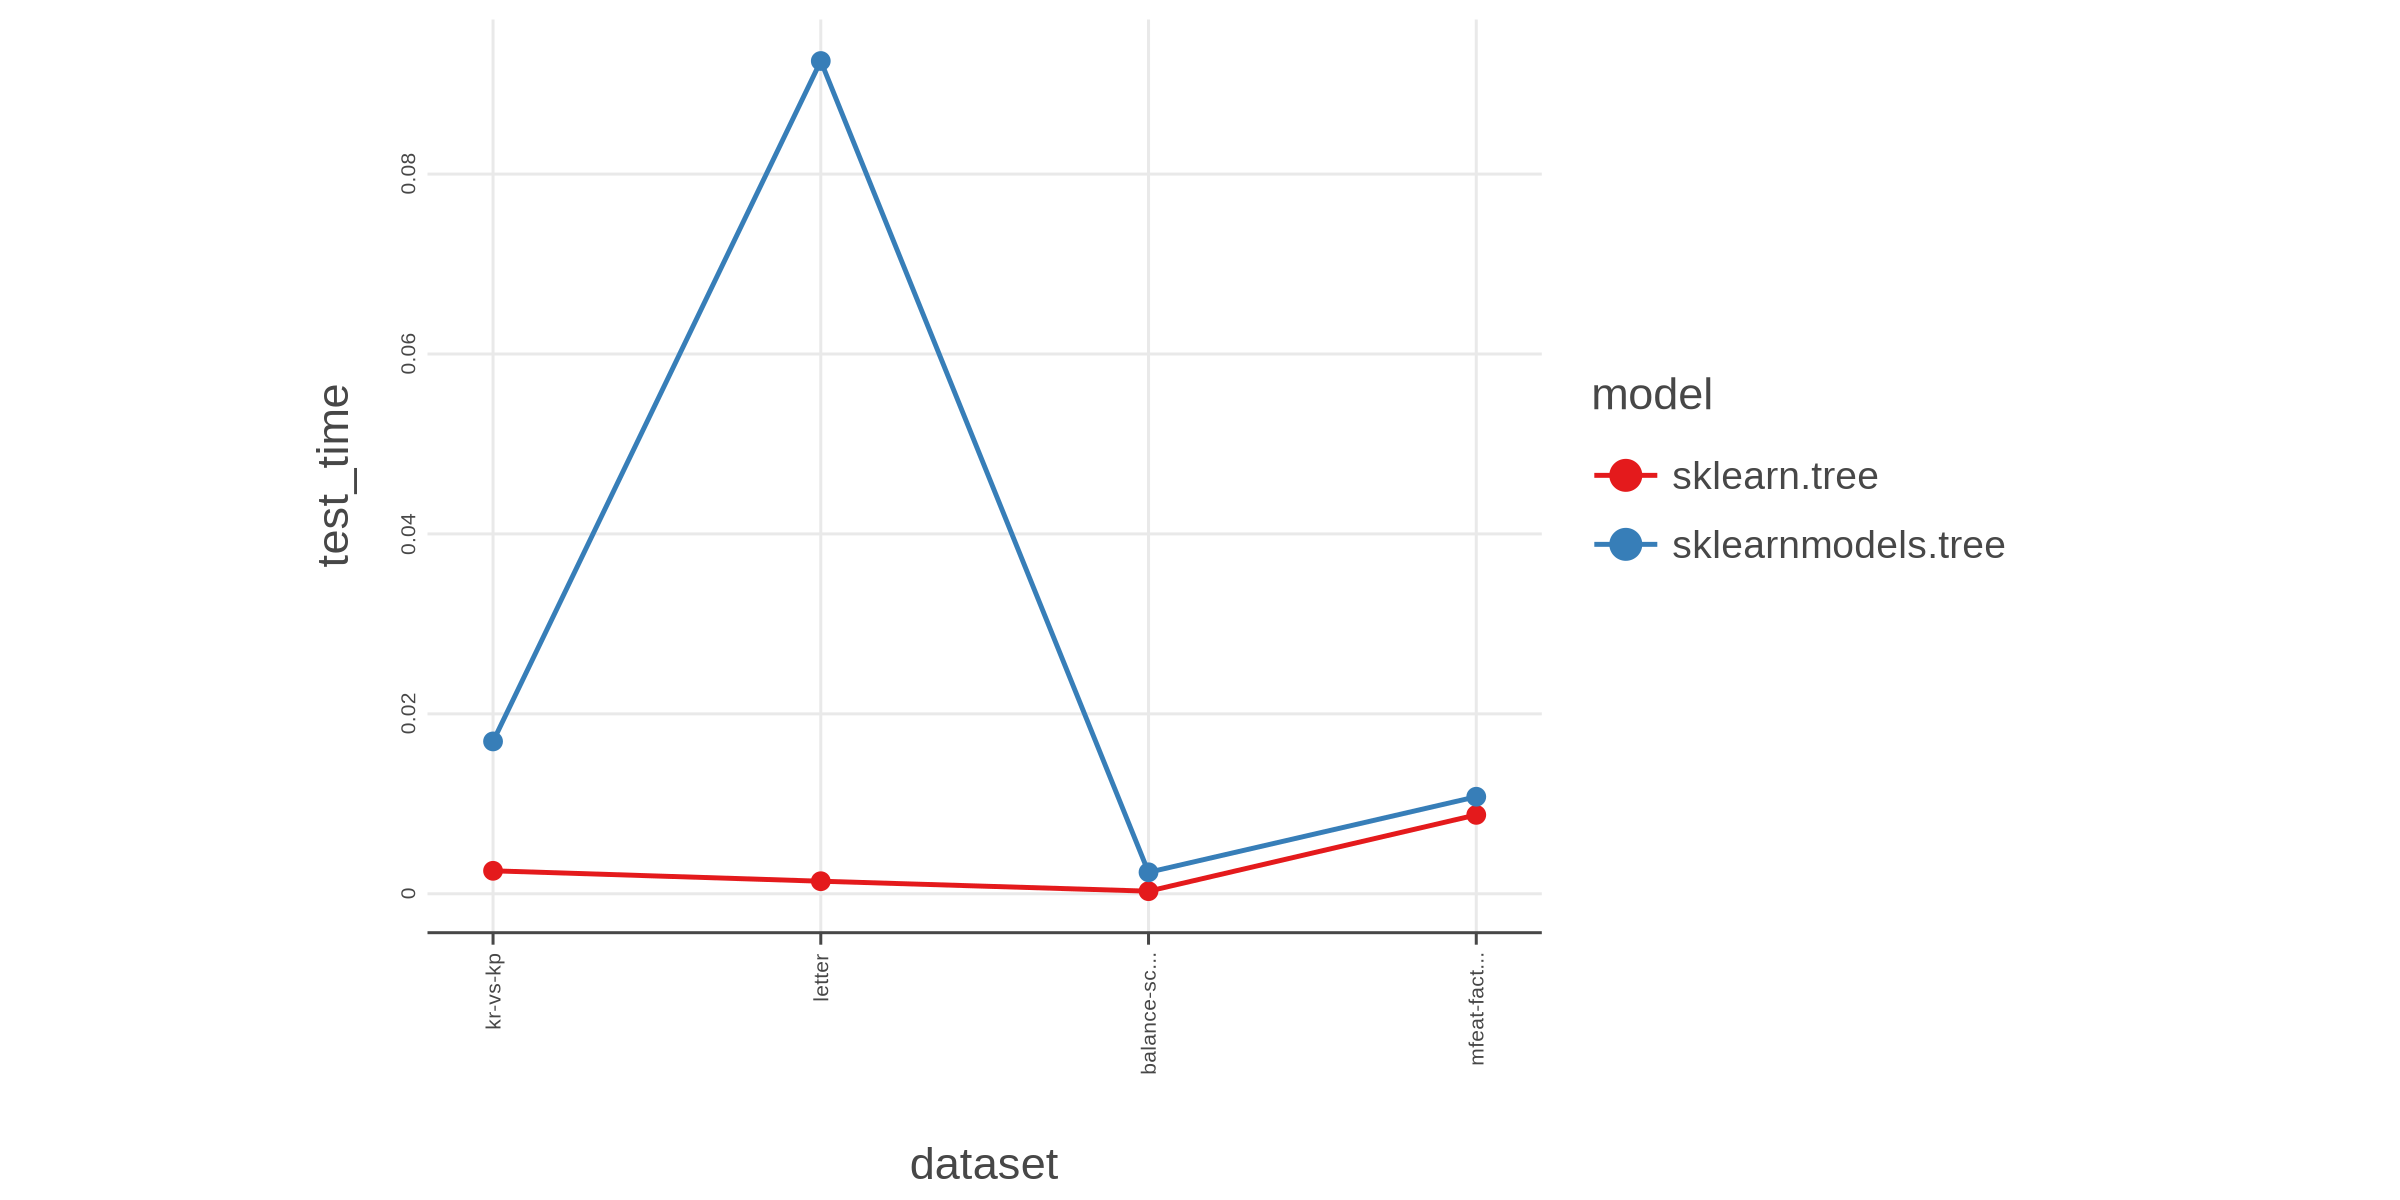 test_time
0.08
0.06
0.04
0.02
0
kr-vs-kp
letter
balance-sc...
mfeat-fact...
dataset
model
sklearn.tree
sklearnmodels.tree